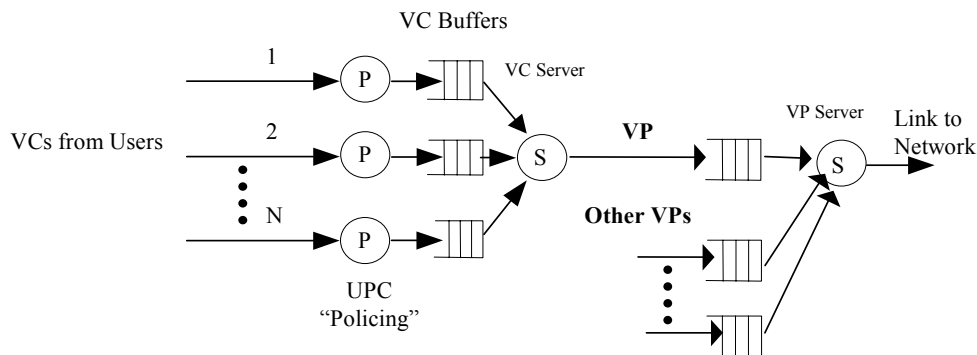 VC Buffers
1
P
VC Server
VP Server
Link to
Network
VCs from Users
2
P
S
VP
S
N
P
Other VPs
UPC
“Policing”